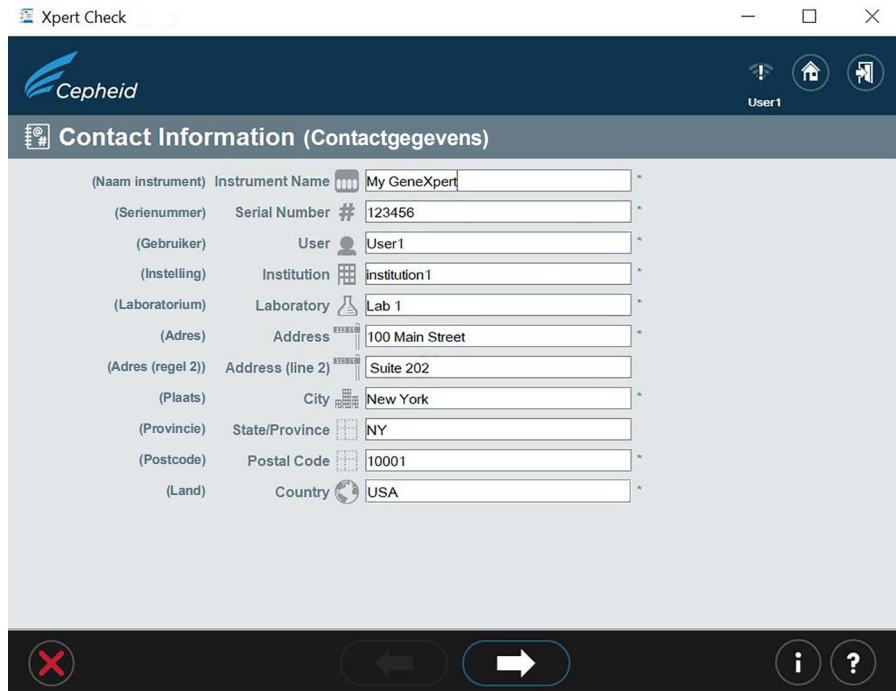 Xpert Check
Cepheid
User1
Contact Information (Contactgegevens)
(Naam instrument) Instrument Name My GeneXpert *
(Serienummer) Serial Number # 123456 *
(Gebruiker) User User1 *
(Instelling) Institution institution1 *
(Laboratorium) Laboratory Lab 1 *
(Adres) Address 100 Main Street *
(Adres (regel 2)) Address (line 2) Suite 202
(Plaats) City New York *
(Provincie) State/Province NY
(Postcode) Postal Code 10001 *
(Land) Country USA *